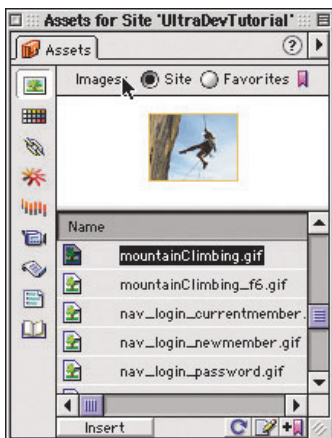 Assets for Site 'UltraDevTutorial'
Assets
?
Images: Site Favorites
Name
mountainClimbing.gif
mountainClimbing_f6.gif
nav_login_currentmember.
nav_login_newmember.gif
nav_login_password.gif
Insert